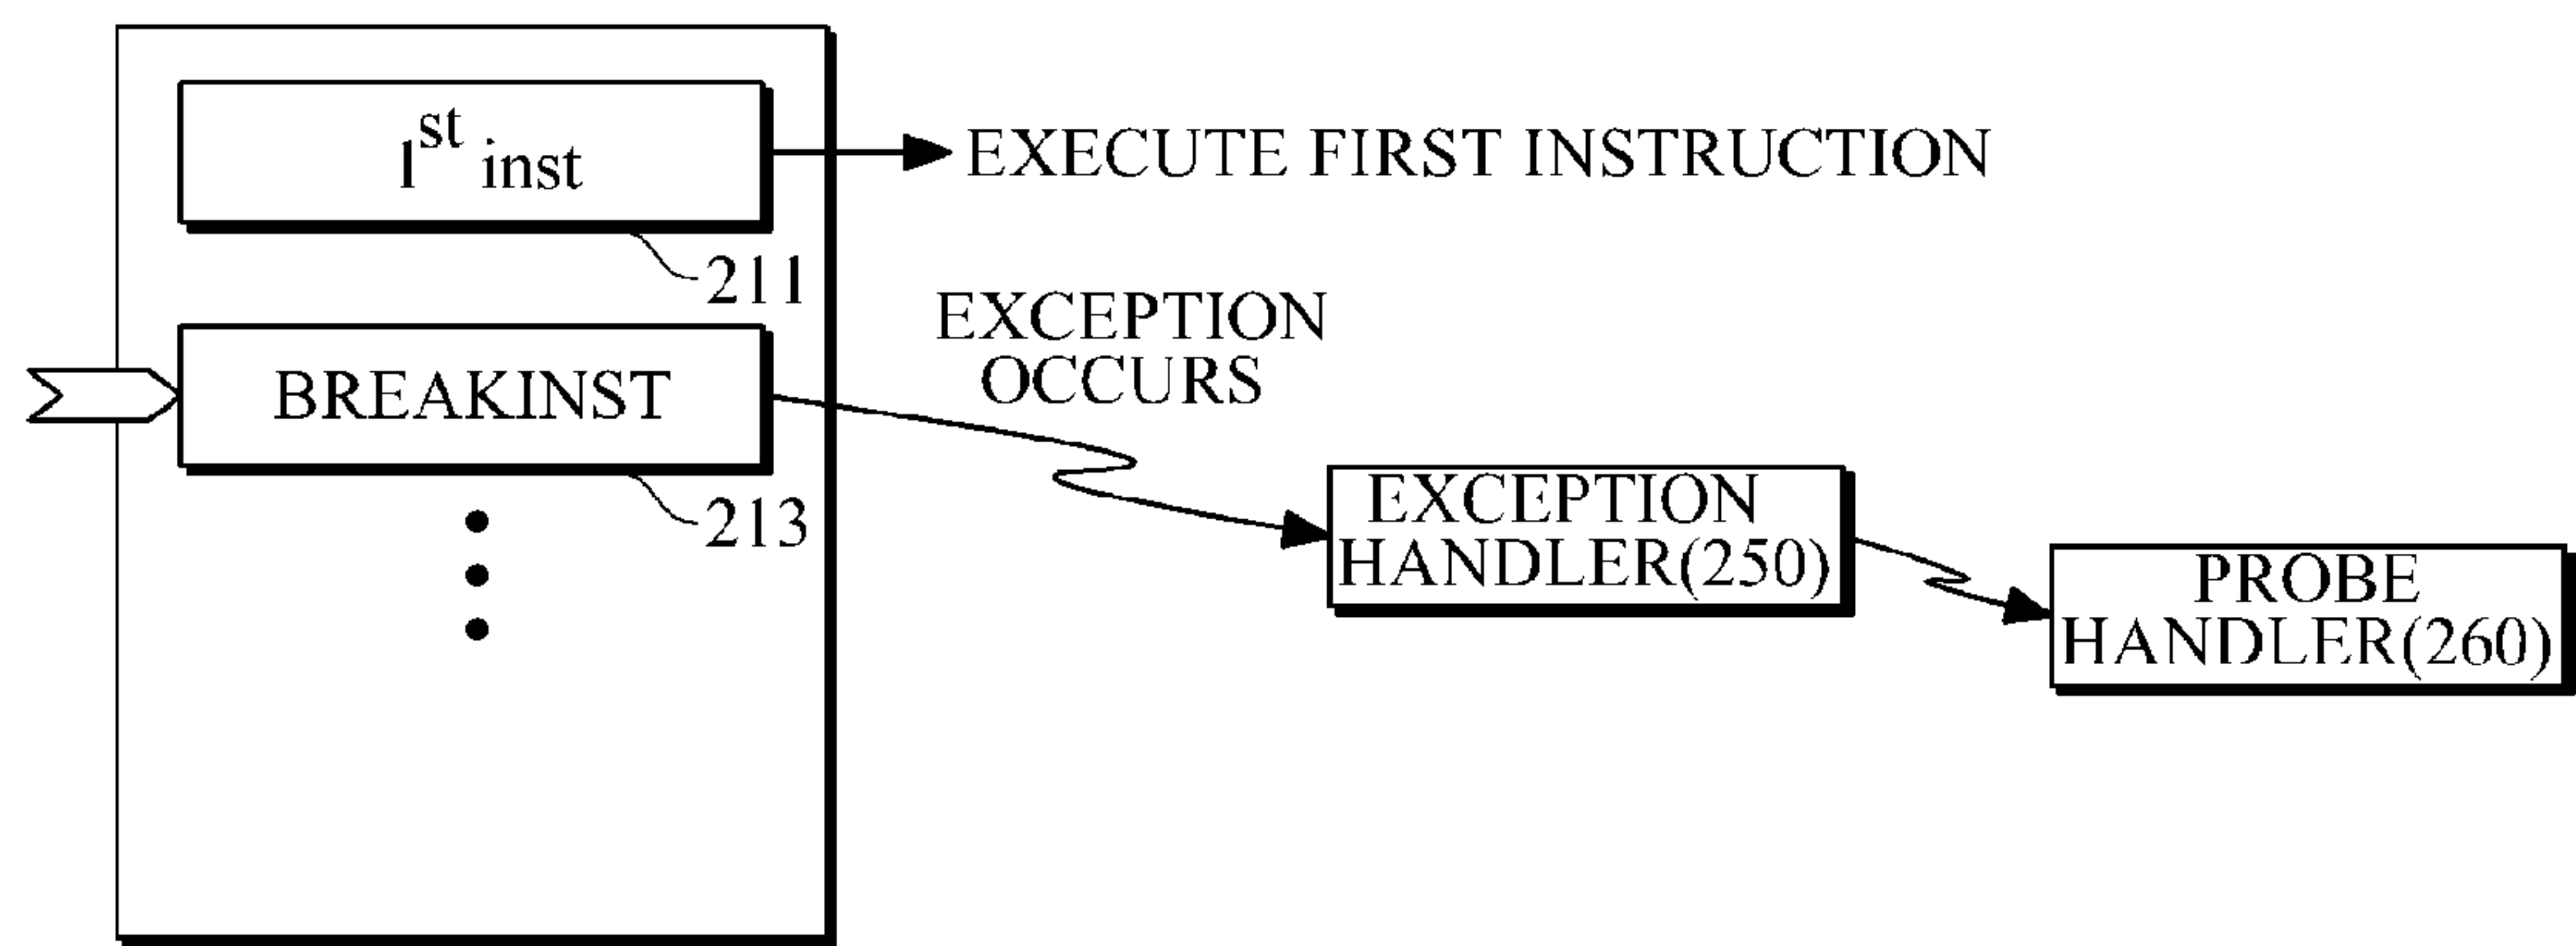 1st inst
EXECUTE FIRST INSTRUCTION
211
EXCEPTION
OCCURS
BREAKINST
213
EXCEPTION
HANDLER(250)
PROBE
HANDLER(260)